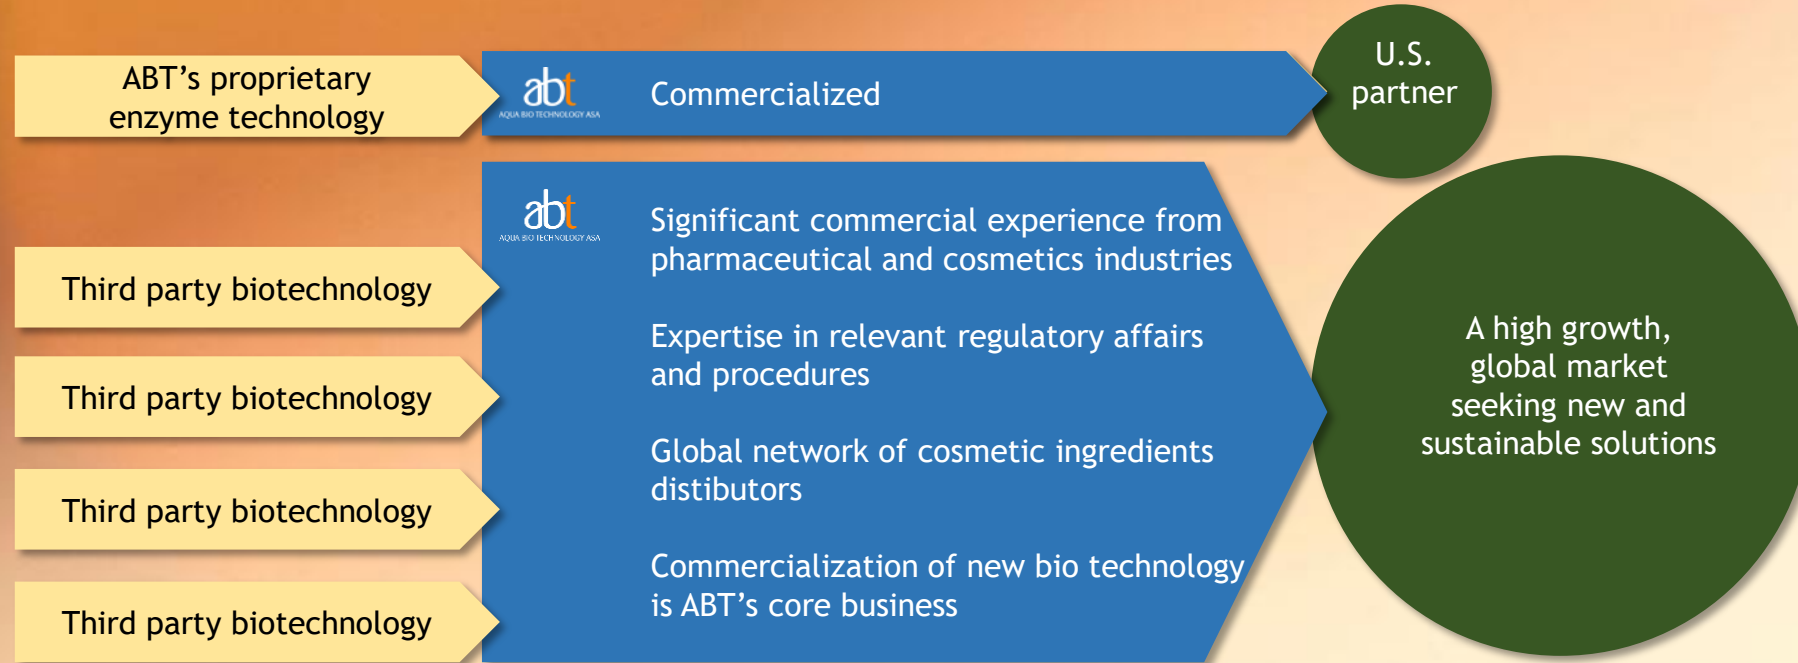 ABT’s proprietary
enzyme technology
abt
AQUA BIO TECHNOLOGY ASA
Commercialized
U.S.
partner
Third party biotechnology
Third party biotechnology
Third party biotechnology
Third party biotechnology
abt
AQUA BIO TECHNOLOGY ASA
Significant commercial experience from
pharmaceutical and cosmetics industries
Expertise in relevant regulatory affairs
and procedures
Global network of cosmetic ingredients
distibutors
Commercialization of new bio technology
is ABT’s core business
A high growth,
global market
seeking new and
sustainable solutions